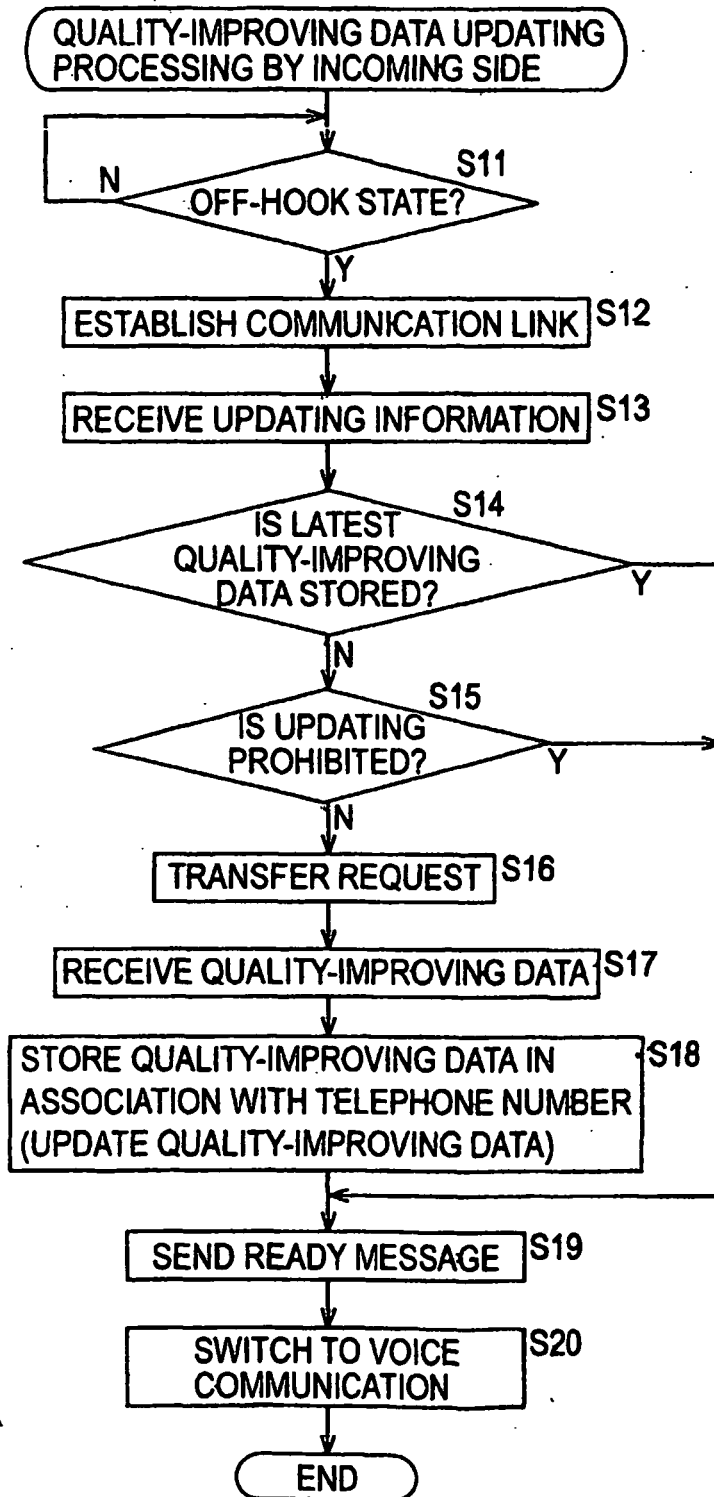 QUALITY-IMPROVING DATA UPDATING
PROCESSING BY INCOMING SIDE
S11
N
OFF-HOOK STATE?
Y
ESTABLISH COMMUNICATION LINK
S12
RECEIVE UPDATING INFORMATION
S13
S14
IS LATEST
QUALITY-IMPROVING
DATA STORED?
Y
N
S15
IS UPDATING
PROHIBITED?
Y
N
TRANSFER REQUEST
S16
RECEIVE QUALITY-IMPROVING DATA
S17
STORE QUALITY-IMPROVING DATA IN
ASSOCIATION WITH TELEPHONE NUMBER
(UPDATE QUALITY-IMPROVING DATA)
S18
SEND READY MESSAGE
S19
SWITCH TO VOICE
COMMUNICATION
S20
END